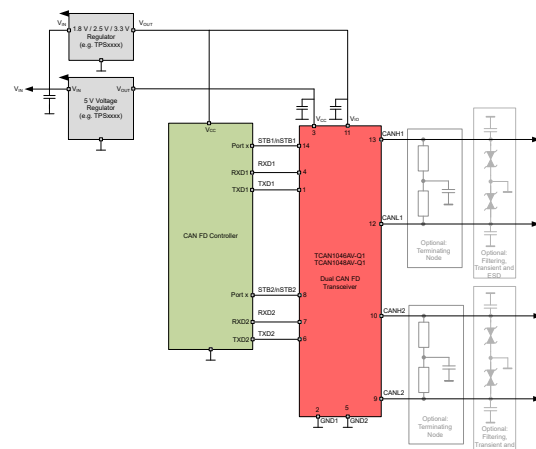 VIN
1.8 V / 2.5 V / 3.3 V
Regulator
(e.g. TPSxxxx)
VOUT
VIN
VIN
5 V Voltage
Regulator
(e.g. TPSxxxx)
VOUT
VCC
VIO
3
11
VCC
Port x
STB1/nSTB1
14
RXD1
RXD1
4
TXD1
TXD1
1
CAN FD Controller
TCAN1046AV-Q1
TCAN1048AV-Q1
Dual CAN FD
Transceiver
Port x
STB2/nSTB2
8
RXD2
RXD2
7
TXD2
TXD2
6
2
GND1
5
GND2
13
CANH1
12
CANL1
Optional:
Terminating
Node
Optional:
Filtering,
Transient and
ESD
10
CANH2
9
CANL2
Optional:
Terminating
Node
Optional:
Filtering,
Transient and